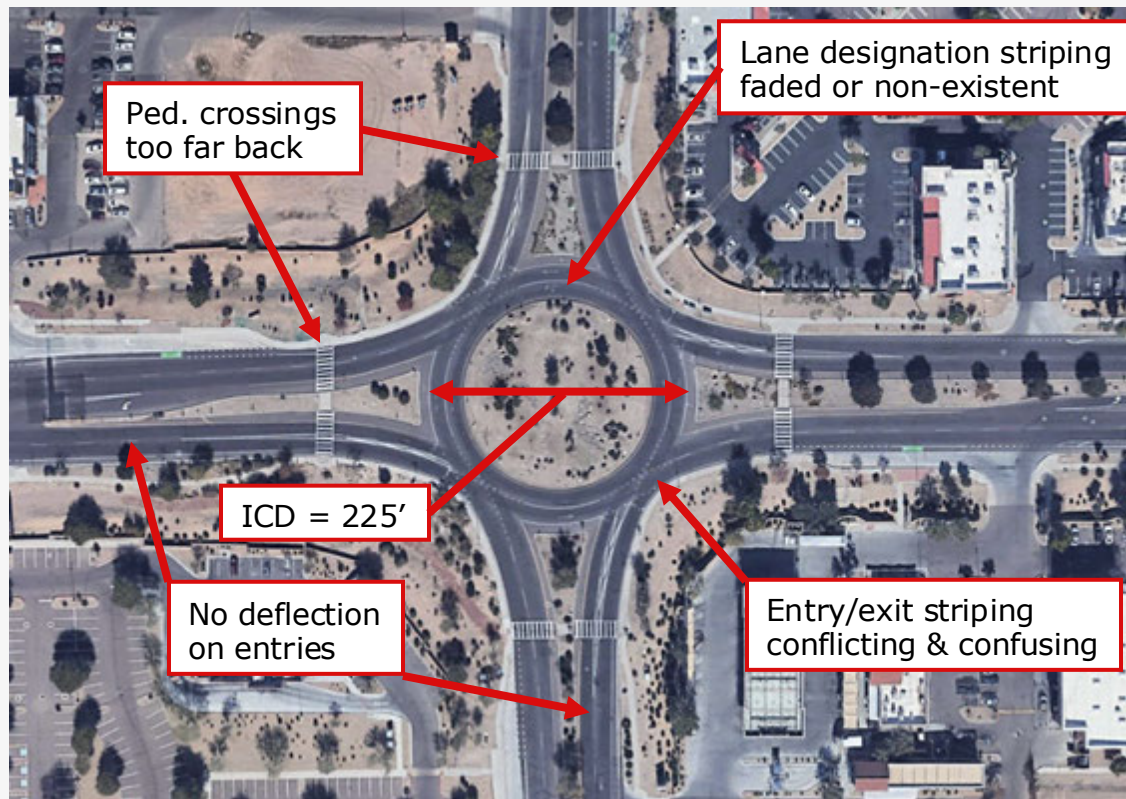 Ped. crossings
too far back
Lane designation striping
faded or non-existent
ICD = 225’
No deflection
on entries
Entry/exit striping
conflicting & confusing